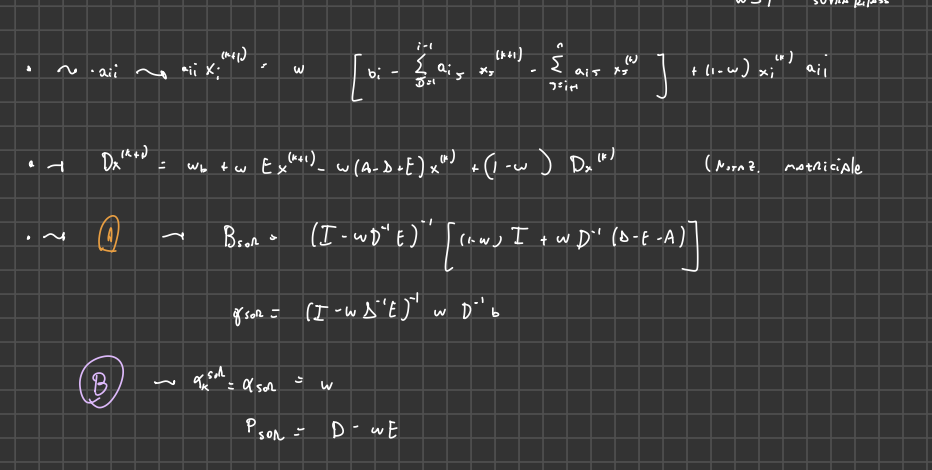 • ~ · aii ~> aii xi^(k+1) = w [ bi - Σ_{j=1}^{i-1} aij xj^(k+1) - Σ_{j=i+1}^{n} aij xj^(k) ] + (1-w) xi^(k) aii
• → Dx^(k+1) = wb + w Ex^(k+1) - w(A-D+E)x^(k) + (1-w) Dx^(k) (Notaz. matriciale
• ~> A → BSOR = (I - wD^-1 E)^-1 [(1-w) I + w D^-1 (D-E-A)]
gSOR = (I - w D^-1 E)^-1 w D^-1 b
B ~ αk^SOR = αSOR = w
PSOR = D - wE